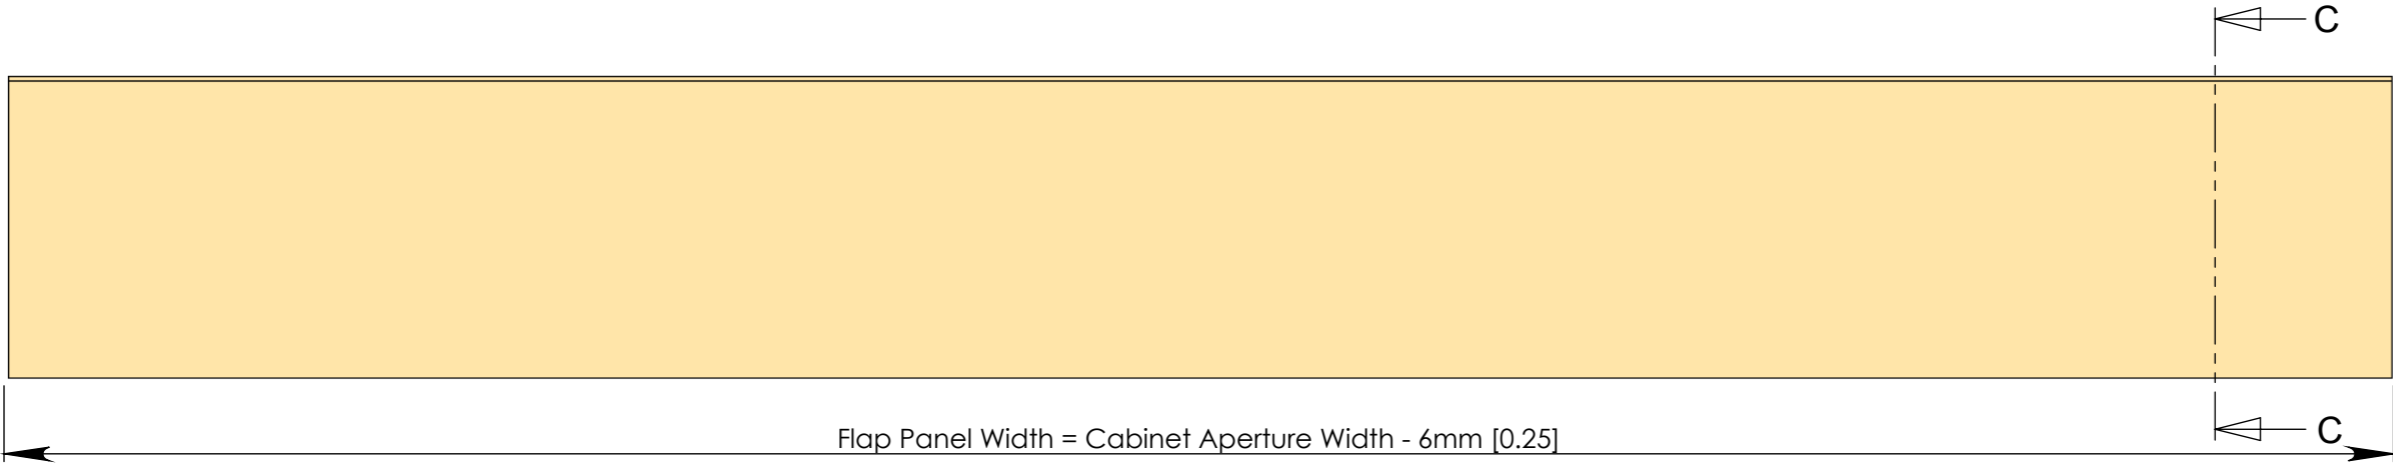 C
Flap Panel Width = Cabinet Aperture Width - 6mm [0.25]
C